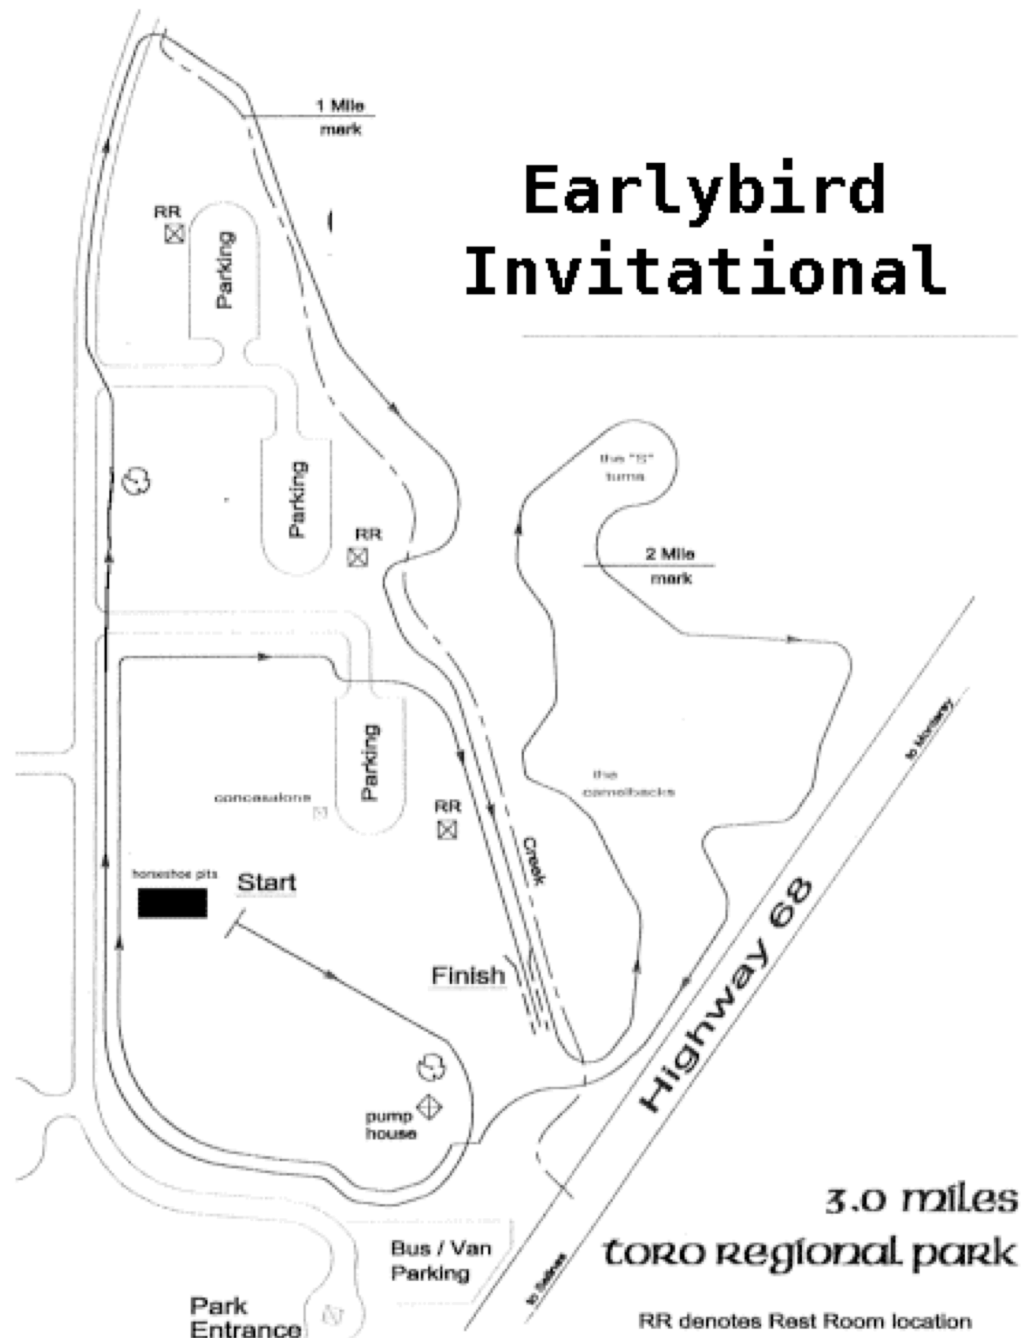 1 Mile
mark
Earlybird
Invitational
RR
Parking
the "S"
turns
Parking
RR
2 Mile
mark
to Monterey
Parking
the
camelbacks
concessions
RR
Creek
horseshoe pits
Start
Highway 68
Finish
pump
house
3.0 miles
toro regional park
Bus / Van
Parking
to Salinas
Park
Entrance
RR denotes Rest Room location